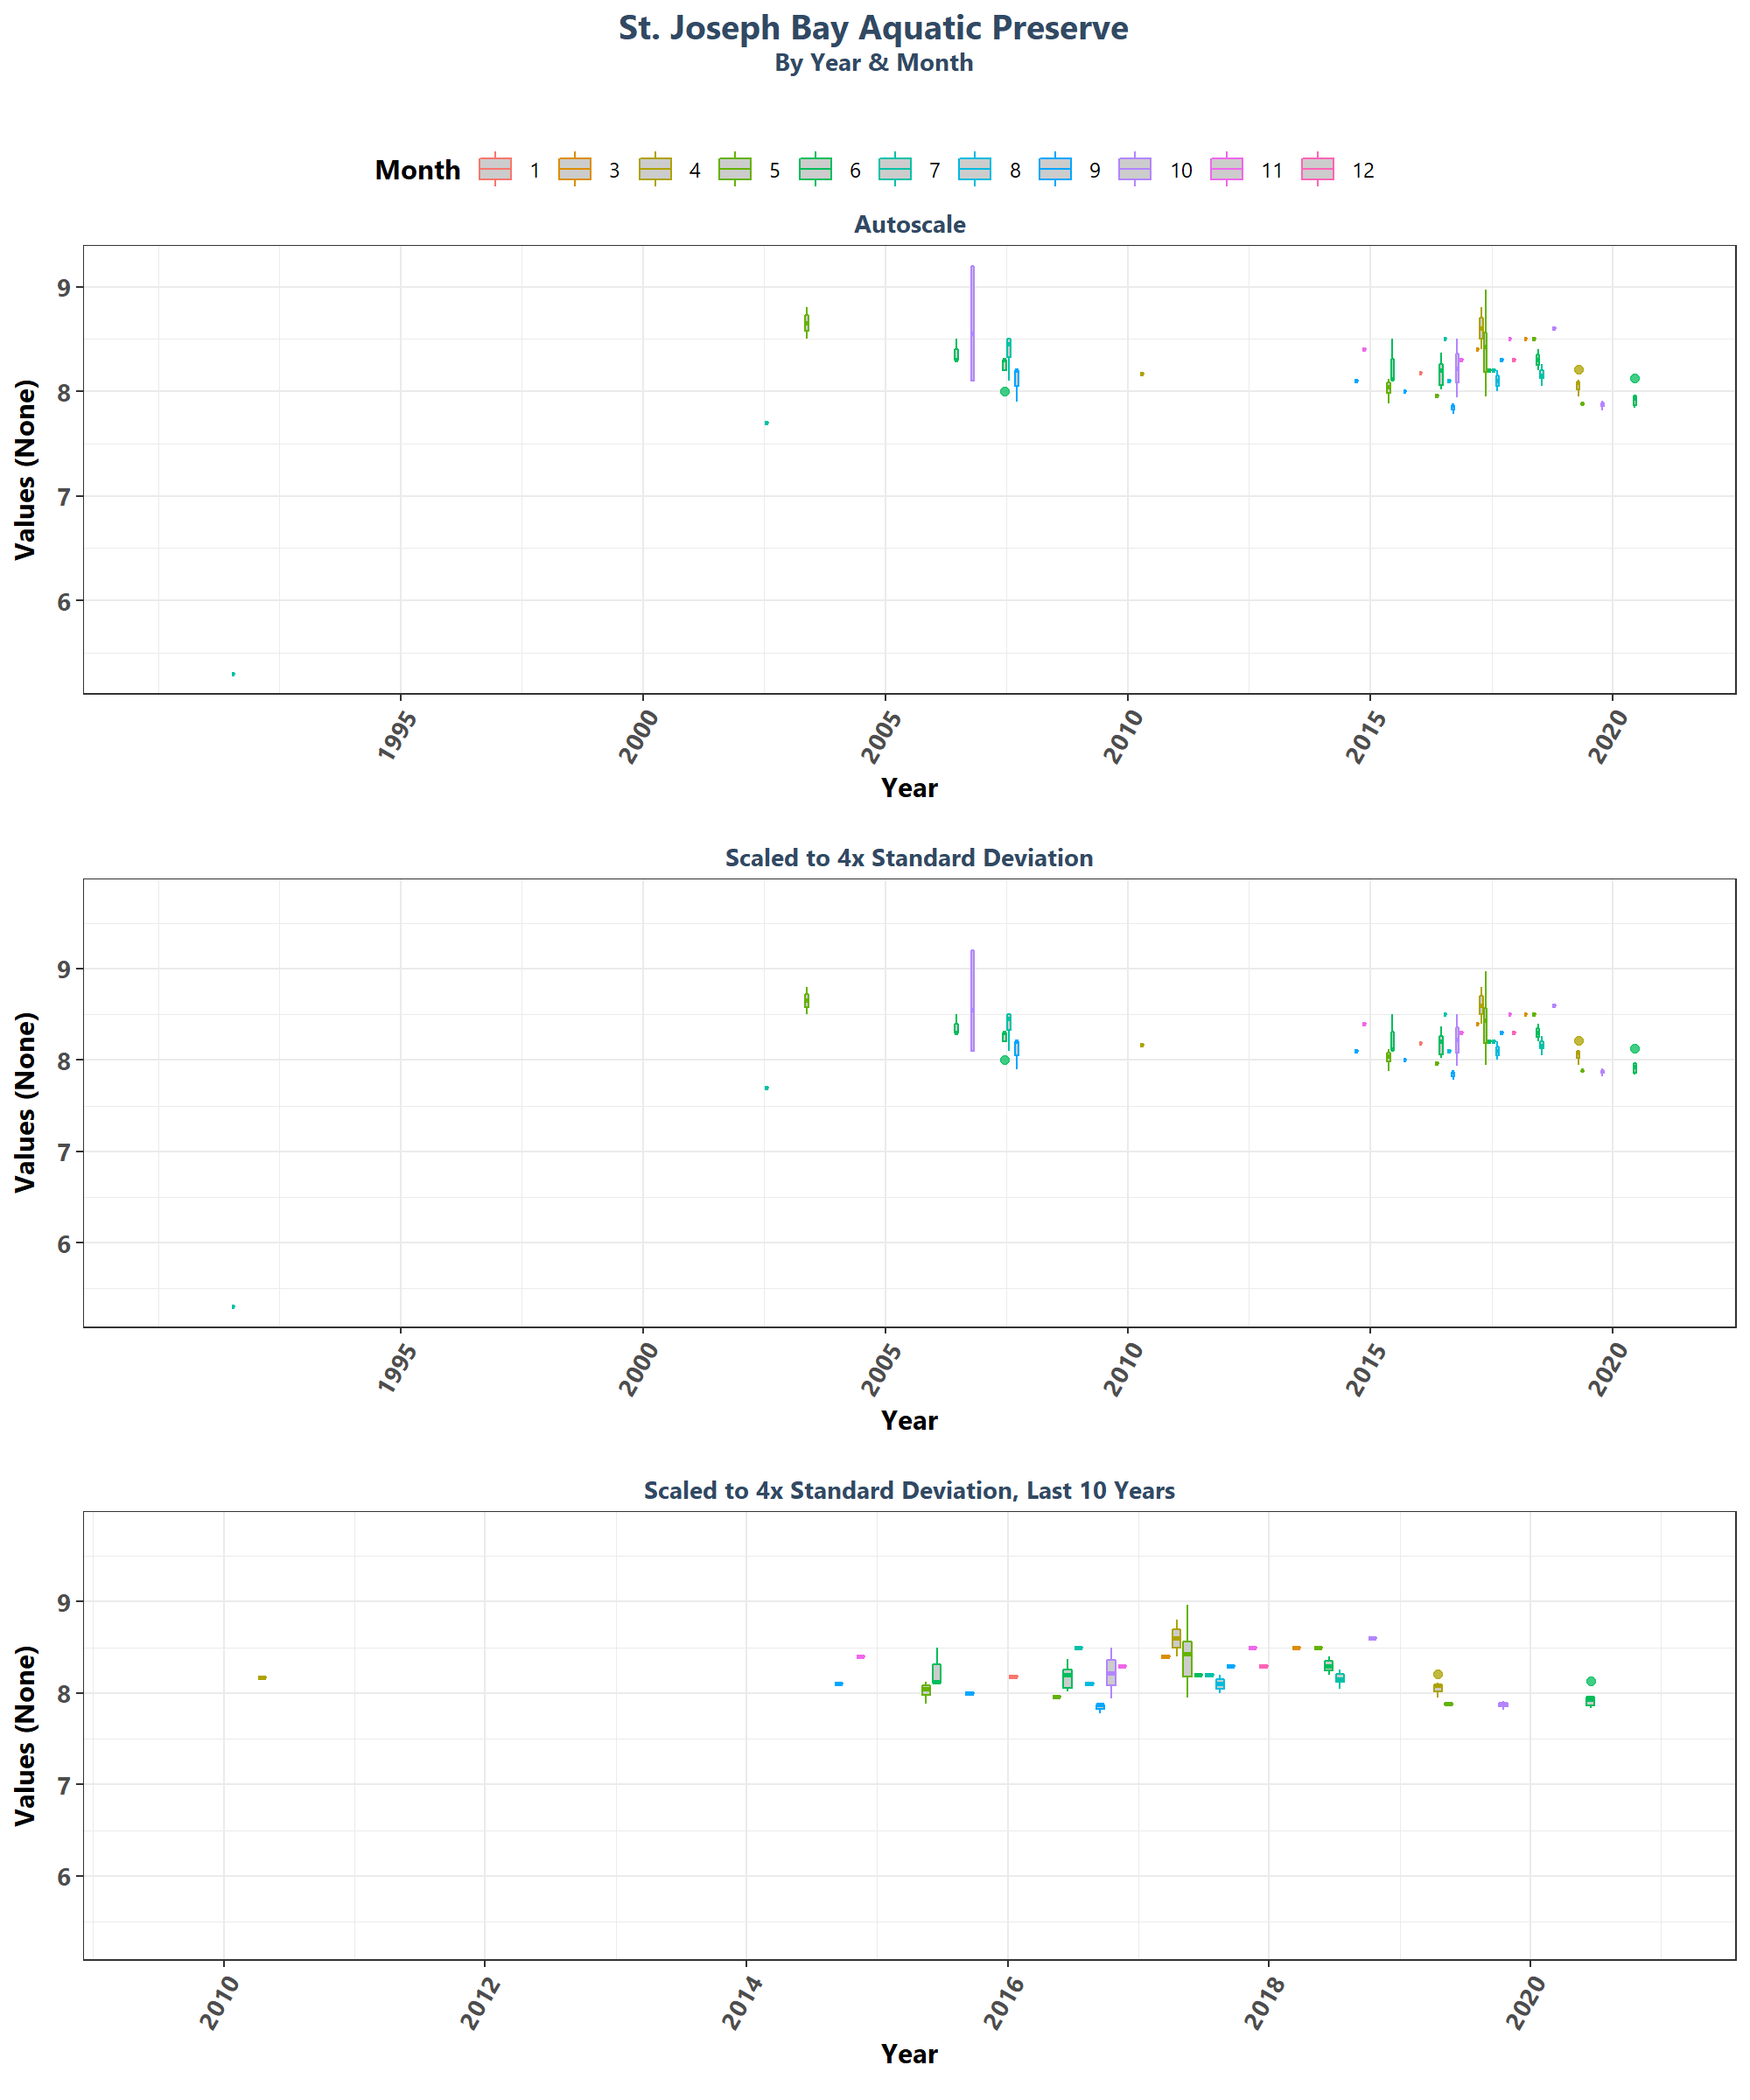 St. Joseph Bay Aquatic Preserve
By Year & Month
Month 1 3 4 5 6 7 8 9 10 11 12
Autoscale
Values (None)
9
8
7
6
1995 2000 2005 2010 2015 2020
Year
Scaled to 4x Standard Deviation
Values (None)
9
8
7
6
1995 2000 2005 2010 2015 2020
Year
Scaled to 4x Standard Deviation, Last 10 Years
Values (None)
9
8
7
6
2010 2012 2014 2016 2018 2020
Year